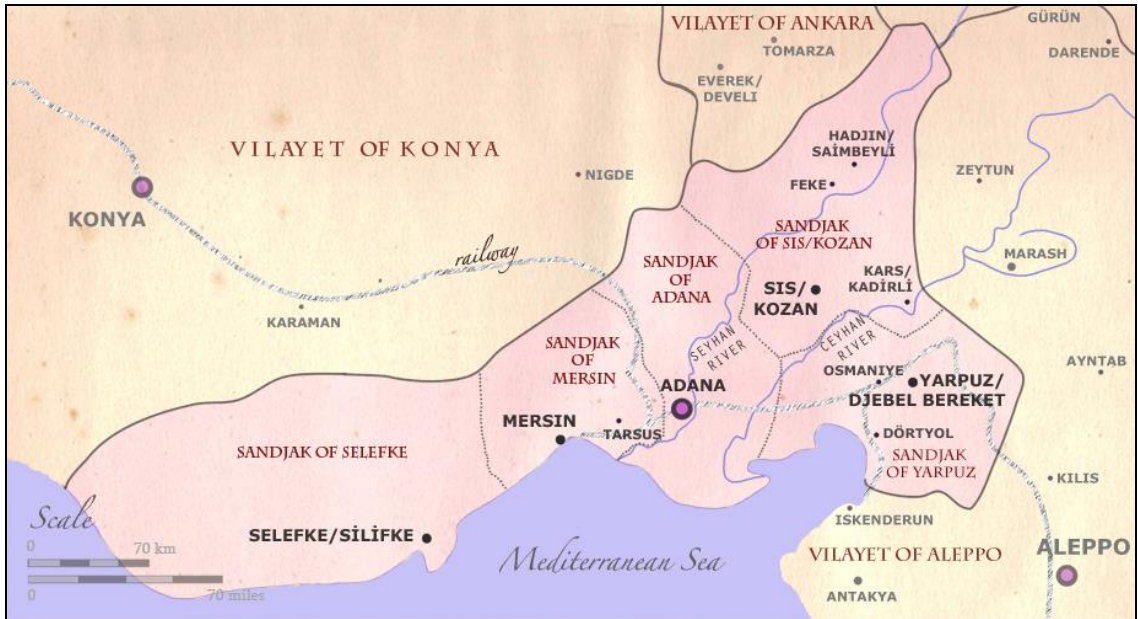 VILAYET OF ANKARA
TOMARZA
EVEREK/
DEVELI
GÜRÜN
DARENDE
VILAYET OF KONYA
NIGDE
HADJIN/
SAİMBEYLİ
FEKE
ZEYTUN
KONYA
railway
SANDJAK
OF SIS/KOZAN
SANDJAK
OF
ADANA
MARASH
KARS/
KADİRLİ
SIS/
KOZAN
KARAMAN
SANDJAK
OF
MERSIN
SEYHAN
RIVER
CEYHAN
RIVER
OSMANIYE
YARPUZ/
DJEBEL BEREKET
AYNTAB
ADANA
MERSIN
TARSUS
DÖRTYOL
SANDJAK
OF YARPUZ
SANDJAK OF SELEFKE
KILIS
Scale
0 70 km
0 70 miles
SELEFKE/SİLİFKE
Mediterranean Sea
ISKENDERUN
VILAYET OF ALEPPO
ALEPPO
ANTAKYA